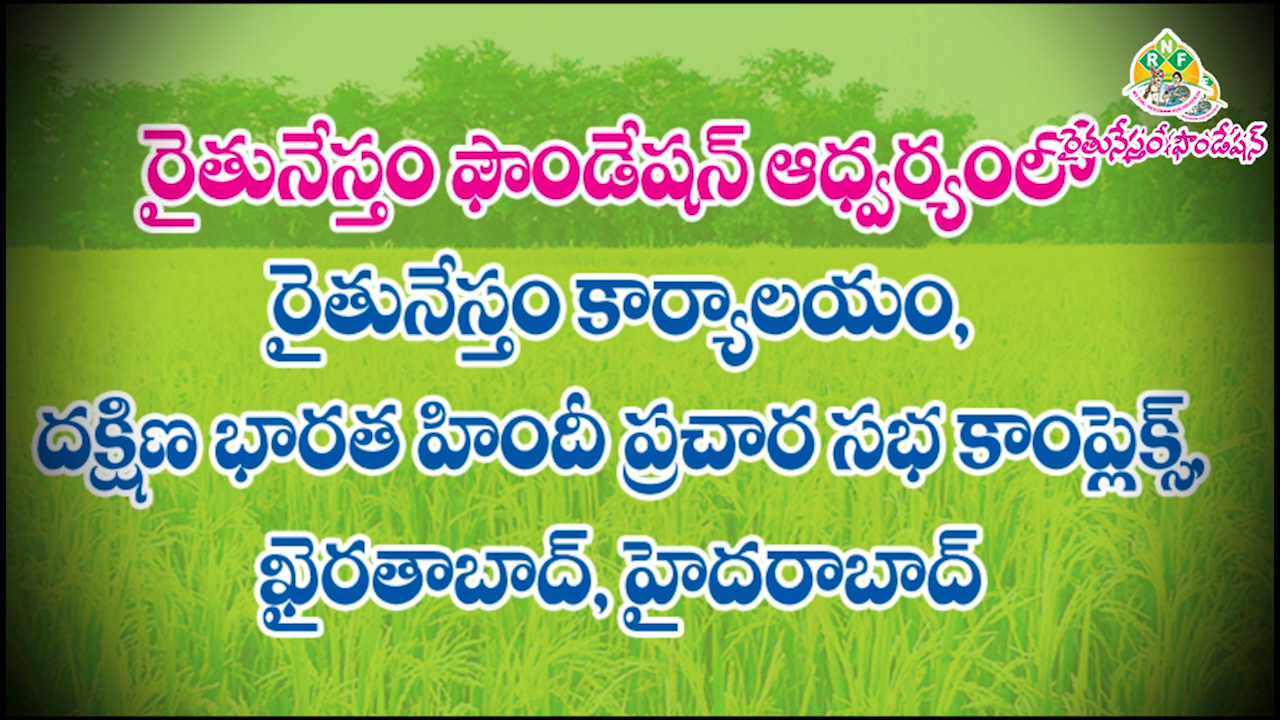 R N F
రైతునేస్తం ఫౌండేషన్
రైతునేస్తం ఫౌండేషన్ ఆధ్వర్యంలో
రైతునేస్తం కార్యాలయం,
దక్షిణ భారత హిందీ ప్రచార సభ కాంప్లెక్స్,
ఖైరతాబాద్, హైదరాబాద్